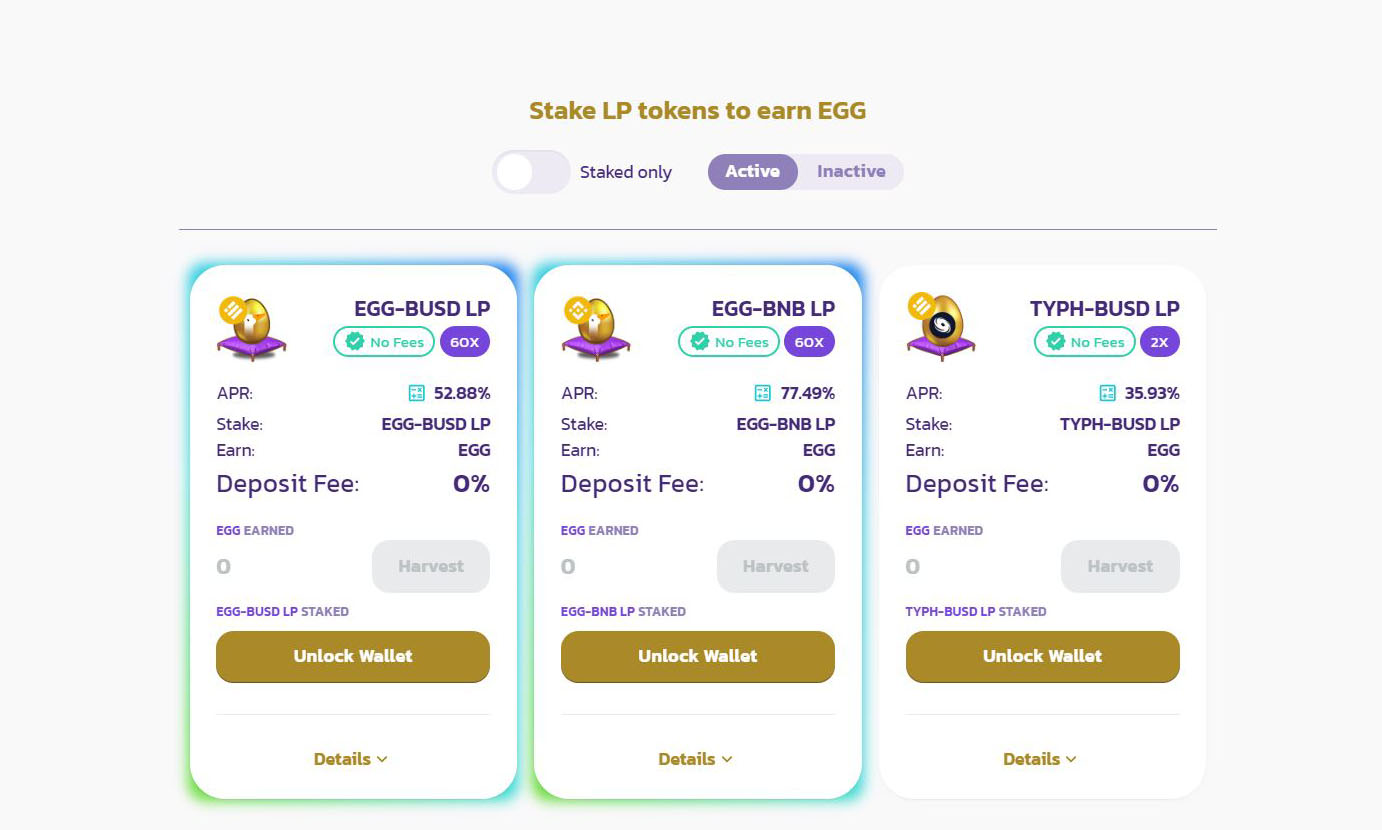 Stake LP tokens to earn EGG
Staked only Active Inactive
EGG-BUSD LP
No Fees 60X
APR: 52.88%
Stake: EGG-BUSD LP
Earn: EGG
Deposit Fee: 0%
EGG EARNED
0 Harvest
EGG-BUSD LP STAKED
Unlock Wallet
Details
EGG-BNB LP
No Fees 60X
APR: 77.49%
Stake: EGG-BNB LP
Earn: EGG
Deposit Fee: 0%
EGG EARNED
0 Harvest
EGG-BNB LP STAKED
Unlock Wallet
Details
TYPH-BUSD LP
No Fees 2X
APR: 35.93%
Stake: TYPH-BUSD LP
Earn: EGG
Deposit Fee: 0%
EGG EARNED
0 Harvest
TYPH-BUSD LP STAKED
Unlock Wallet
Details